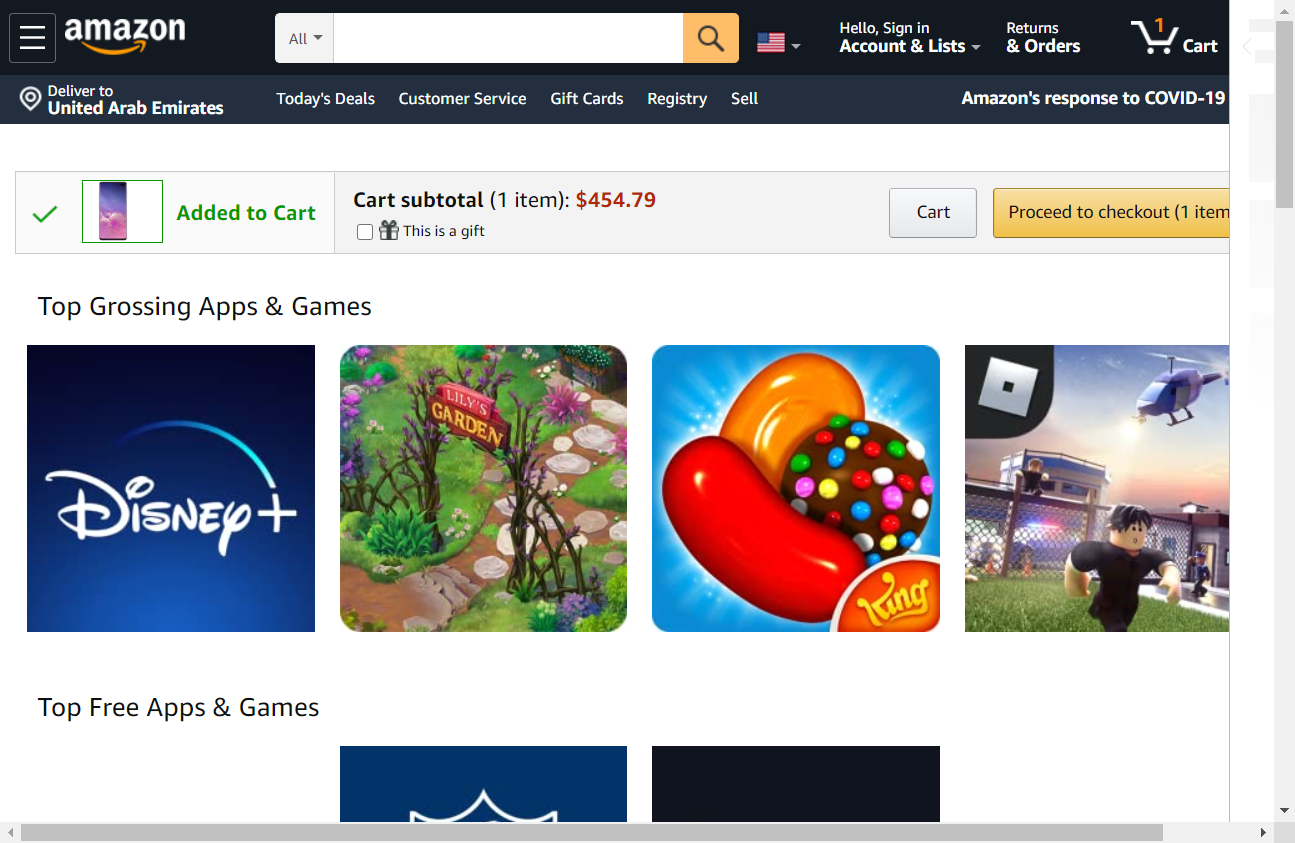 amazon
All
Hello, Sign in
Account & Lists
Returns
& Orders
1
Cart
Deliver to
United Arab Emirates
Today's Deals
Customer Service
Gift Cards
Registry
Sell
Amazon's response to COVID-19
Added to Cart
Cart subtotal (1 item): $454.79
This is a gift
Cart
Proceed to checkout (1 item
Top Grossing Apps & Games
Disney+
LILY'S
GARDEN
King
Top Free Apps & Games